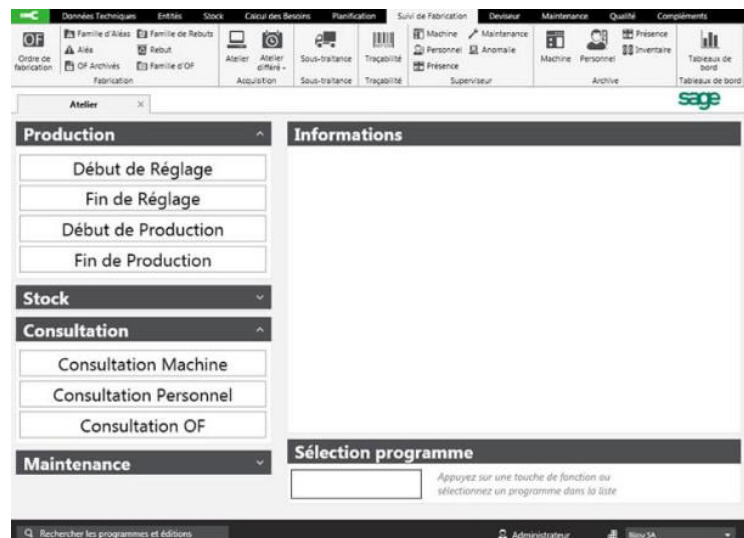 Données Techniques Entités Stock Calcul des Besoins Planification Suivi de Fabrication Deviseur Maintenance Qualité Compléments
OF
Ordre de fabrication
Famille d'Aléas Famille de Rebuts
Aléa Rebut
OF Archivés Famille d'OF
Fabrication
Atelier
Atelier différé
Acquisition
Sous-traitance
Sous-traitance
Traçabilité
Traçabilité
Machine Maintenance
Personnel Anomalie
Présence
Superviseur
Machine
Personnel
Présence
Inventaire
Archive
Tableaux de bord
Tableaux de bord
Atelier
sage
Production
Début de Réglage
Fin de Réglage
Début de Production
Fin de Production
Stock
Consultation
Consultation Machine
Consultation Personnel
Consultation OF
Maintenance
Informations
Sélection programme
Appuyez sur une touche de fonction ou
sélectionnez un programme dans la liste
Rechercher les programmes et éditions
Administrateur